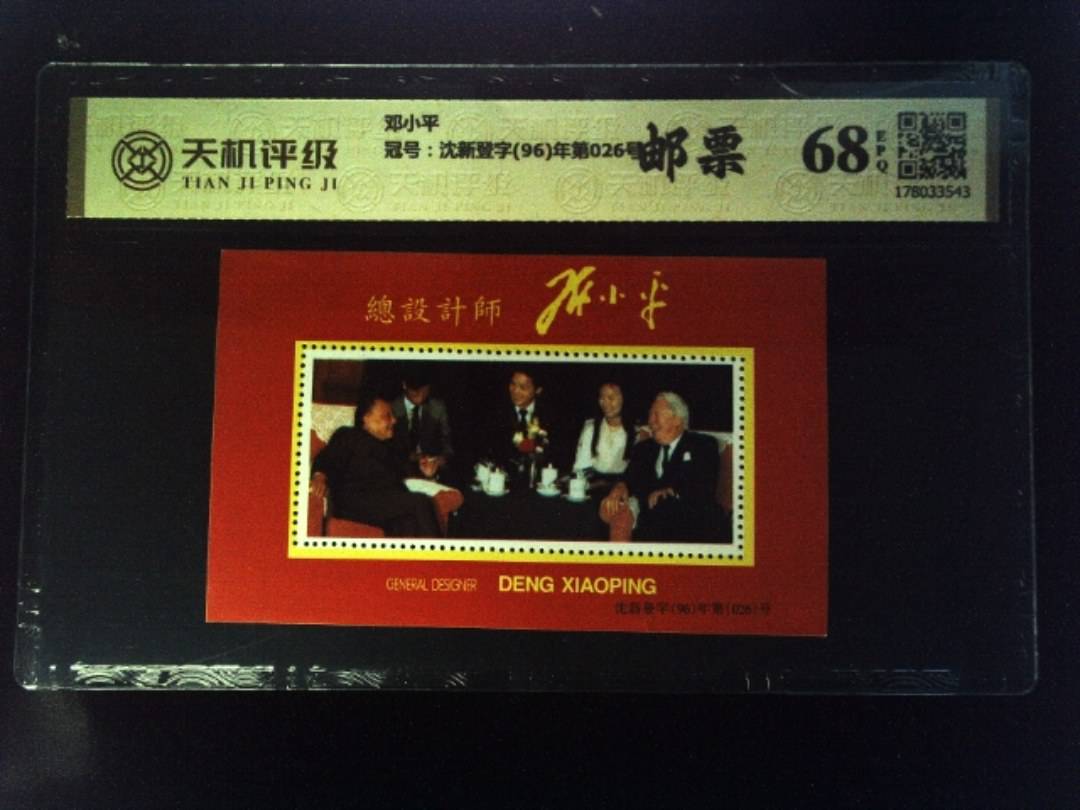 天机评级
TIAN JI PING JI
邓小平
冠号：沈新登字(96)年第026号
邮票
68
EPQ
178033543
總設計師
邓小平
GENERAL DESIGNER DENG XIAOPING
沈新登字(96)年第(026)号